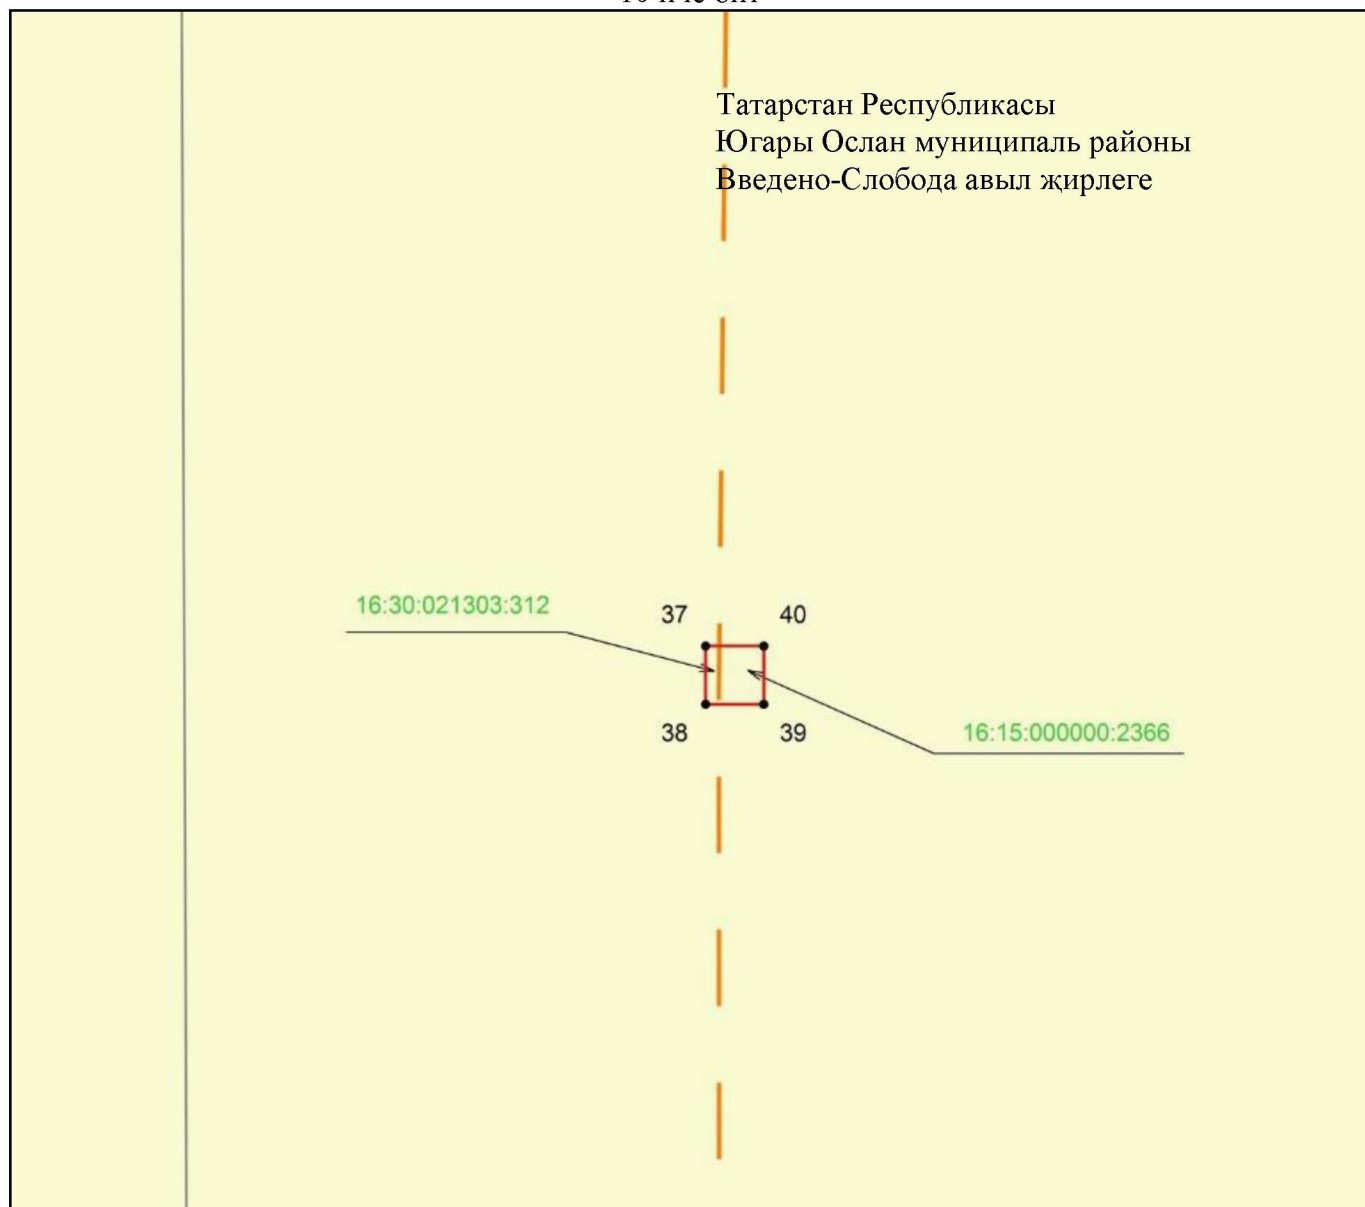 Татарстан Республикасы
Югары Ослан муниципаль районы
Введено-Слобода авыл җирлеге
16:30:021303:312
37
40
38
39
16:15:000000:2366